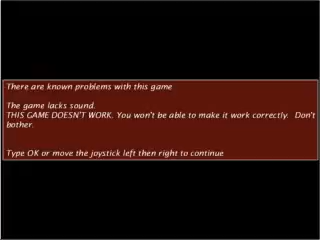 There are known problems with this game
The game lacks sound.
THIS GAME DOESN'T WORK. You won't be able to make it work correctly.  Don't
bother.
Type OK or move the joystick left then right to continue